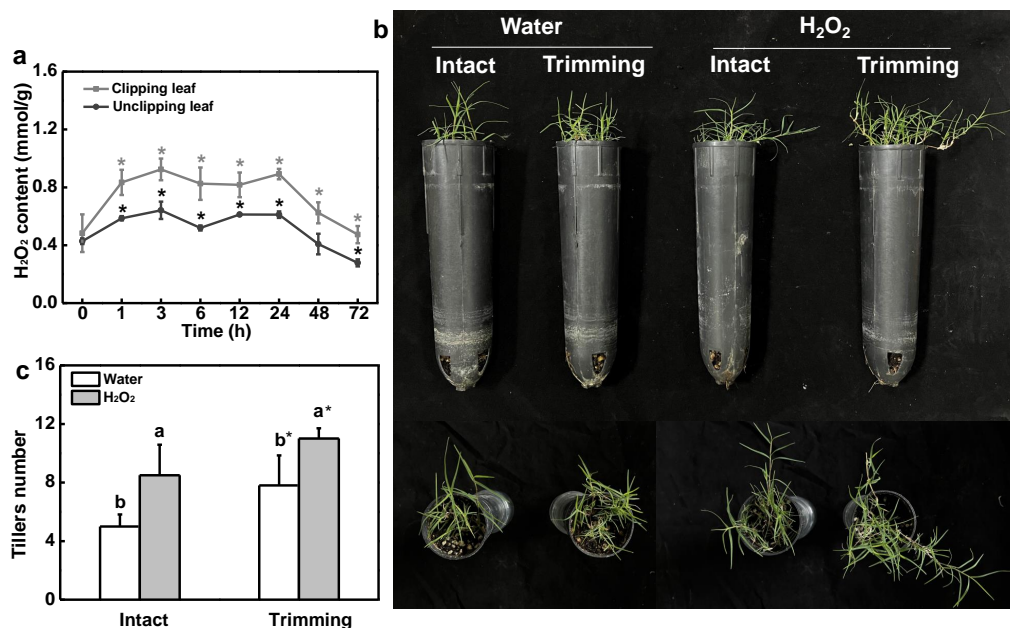 a
1.6
1.2
0.8
0.4
0.0
H₂O₂ content (mmol/g)
Clipping leaf
Unclipping leaf
* * * * * * *
* * * * * *
0 1 3 6 12 24 48 72
Time (h)
b
Water H₂O₂
Intact Trimming Intact Trimming
c
16
12
8
4
0
Tillers number
Water
H₂O₂
b a b* a*
Intact Trimming